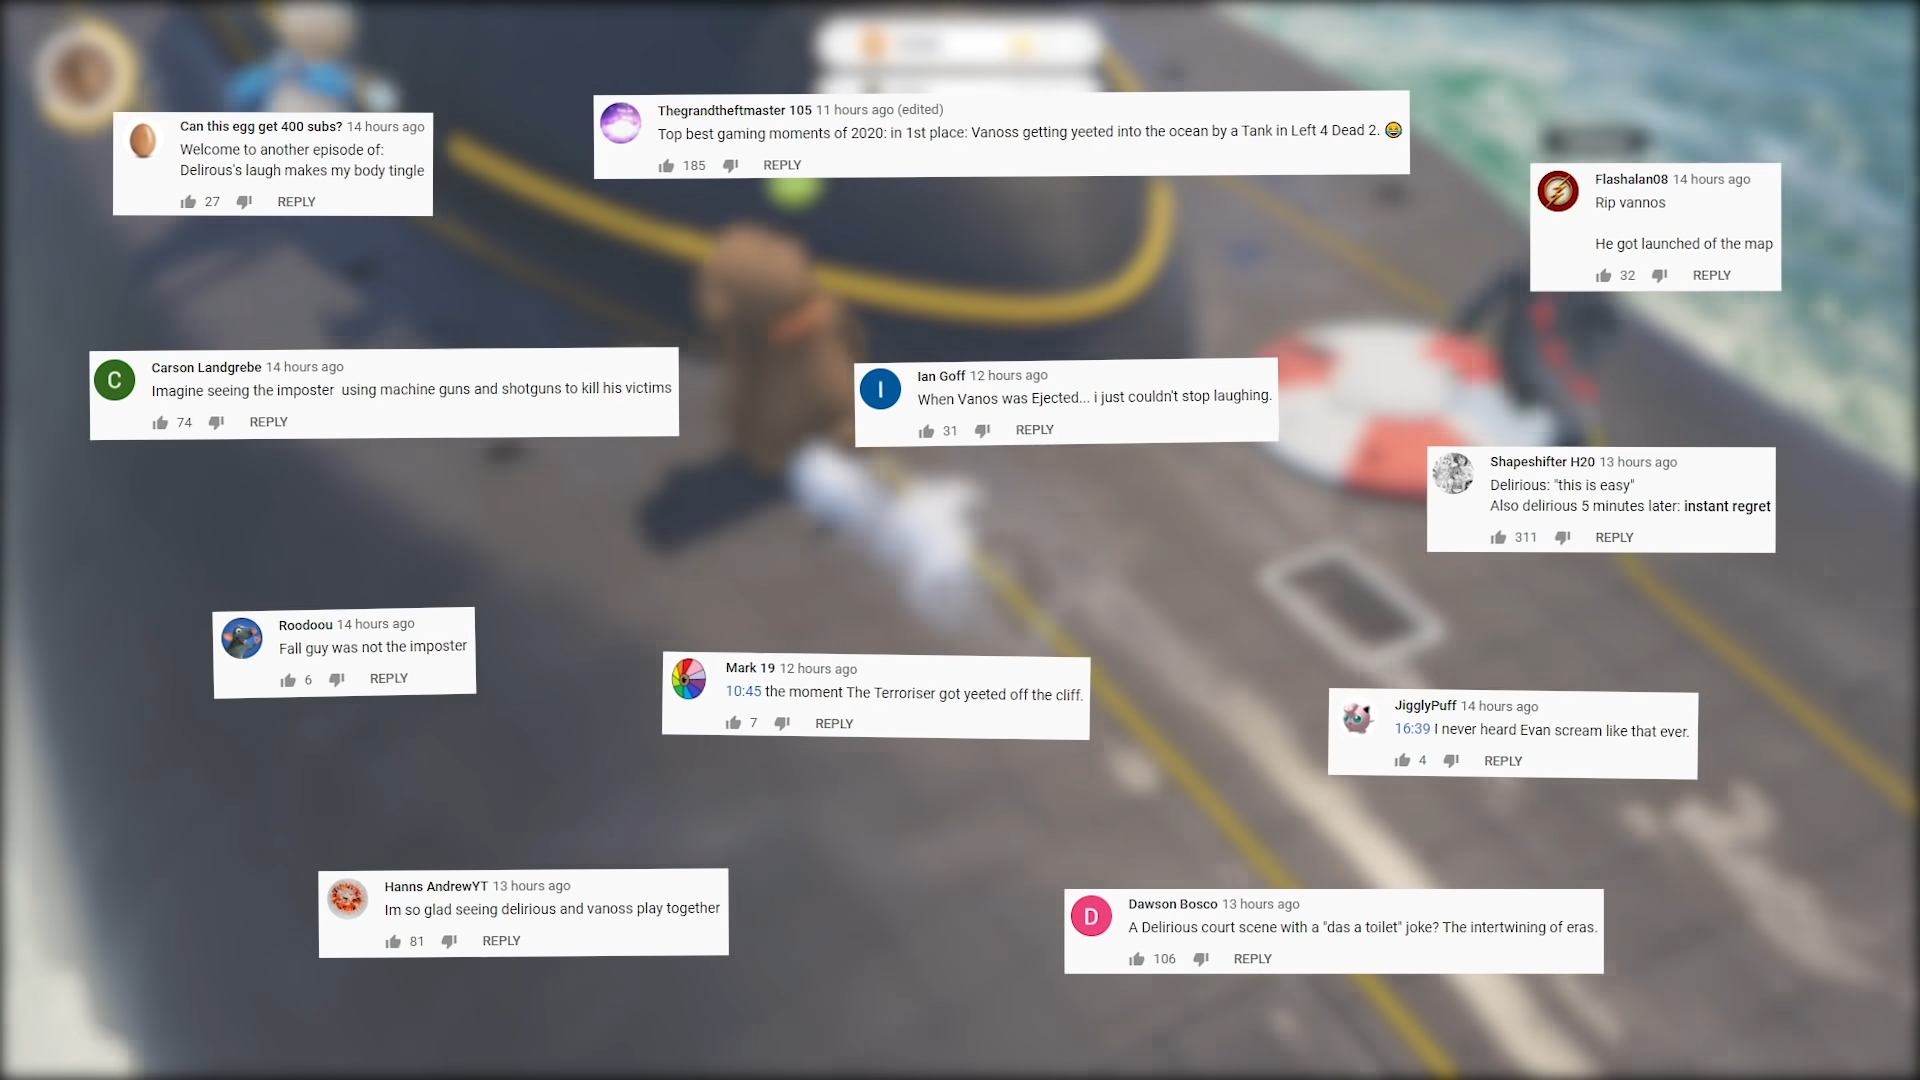 Thegrandtheftmaster 105 11 hours ago (edited)
Top best gaming moments of 2020: in 1st place: Vanoss getting yeeted into the ocean by a Tank in Left 4 Dead 2. 😂
185 REPLY
Can this egg get 400 subs? 14 hours ago
Welcome to another episode of:
Delirous's laugh makes my body tingle
27 REPLY
Flashalan08 14 hours ago
Rip vannos
He got launched of the map
32 REPLY
C
Carson Landgrebe 14 hours ago
Imagine seeing the imposter using machine guns and shotguns to kill his victims
74 REPLY
I
Ian Goff 12 hours ago
When Vanos was Ejected... i just couldn't stop laughing.
31 REPLY
Shapeshifter H20 13 hours ago
Delirious: "this is easy"
Also delirious 5 minutes later: instant regret
311 REPLY
Roodoou 14 hours ago
Fall guy was not the imposter
6 REPLY
Mark 19 12 hours ago
10:45 the moment The Terroriser got yeeted off the cliff.
7 REPLY
JigglyPuff 14 hours ago
16:39 I never heard Evan scream like that ever.
4 REPLY
Hanns AndrewYT 13 hours ago
Im so glad seeing delirious and vanoss play together
81 REPLY
D
Dawson Bosco 13 hours ago
A Delirious court scene with a "das a toilet" joke? The intertwining of eras.
106 REPLY